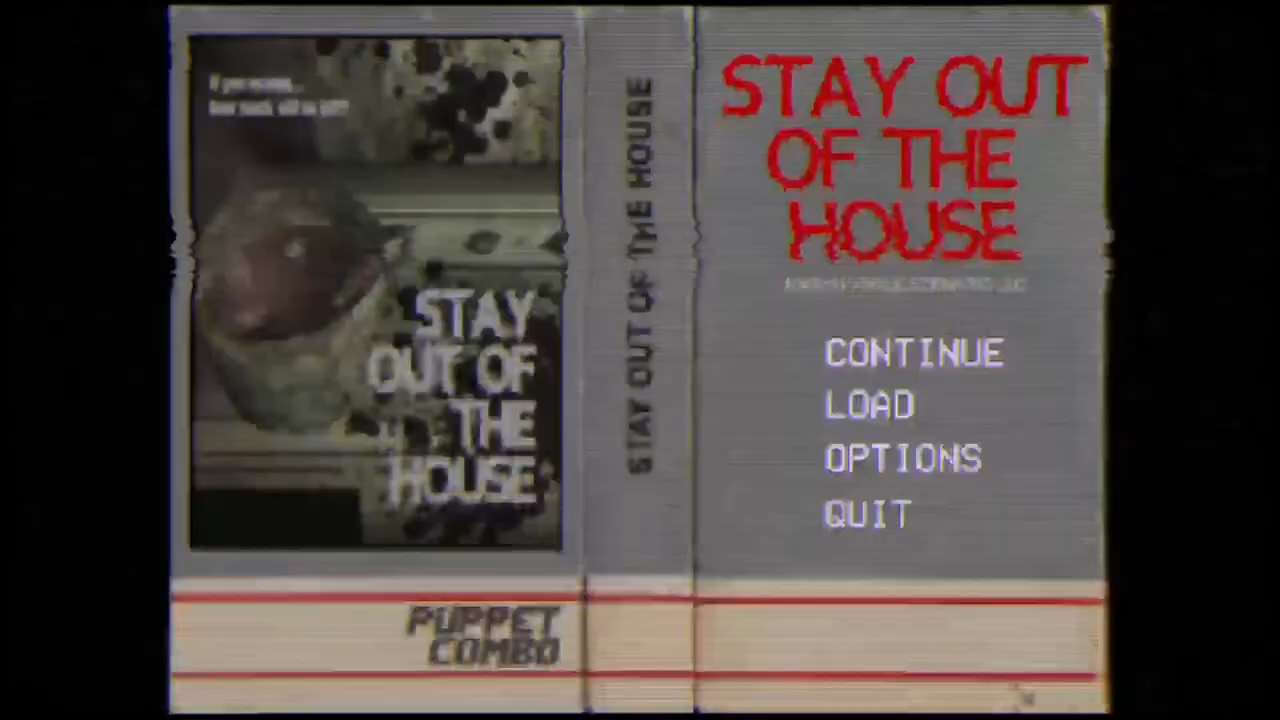 STAY
OUT OF
THE
HOUSE
PUPPET
COMBO
STAY OUT OF THE HOUSE
STAY OUT
OF THE
HOUSE
CONTINUE
LOAD
OPTIONS
QUIT